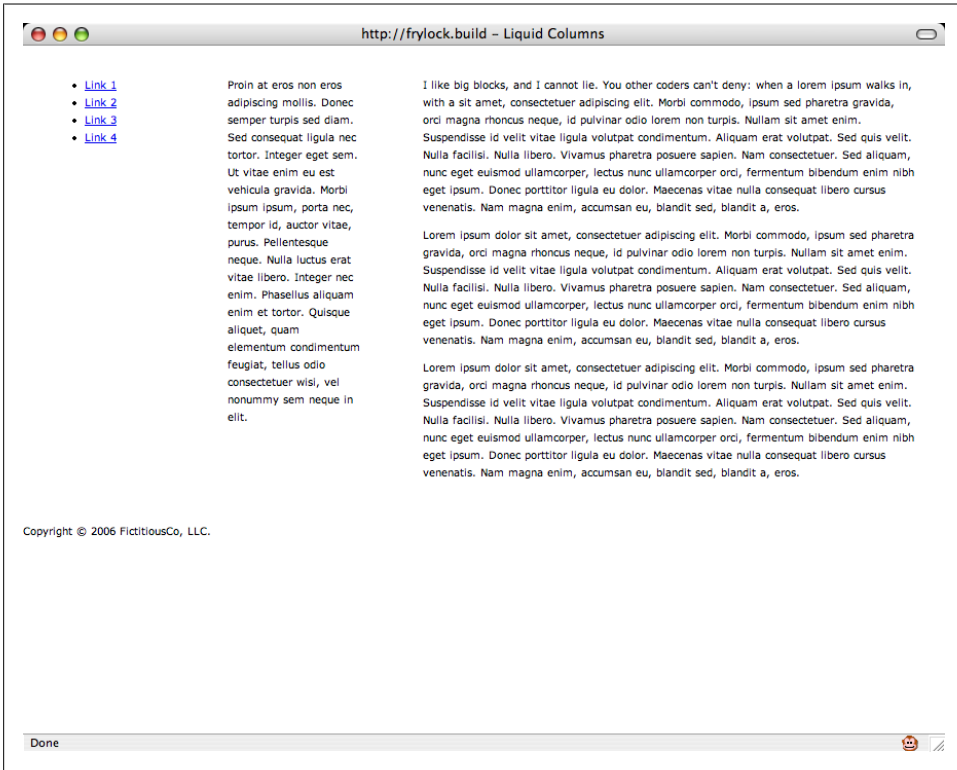 http://frylock.build – Liquid Columns
• Link 1
• Link 2
• Link 3
• Link 4
Proin at eros non eros
adipiscing mollis. Donec
semper turpis sed diam.
Sed consequat ligula nec
tortor. Integer eget sem.
Ut vitae enim eu est
vehicula gravida. Morbi
ipsum ipsum, porta nec,
tempor id, auctor vitae,
purus. Pellentesque
neque. Nulla luctus erat
vitae libero. Integer nec
enim. Phasellus aliquam
enim et tortor. Quisque
aliquet, quam
elementum condimentum
feugiat, tellus odio
consectetuer wisi, vel
nonummy sem neque in
elit.
I like big blocks, and I cannot lie. You other coders can't deny: when a lorem ipsum walks in,
with a sit amet, consectetuer adipiscing elit. Morbi commodo, ipsum sed pharetra gravida,
orci magna rhoncus neque, id pulvinar odio lorem non turpis. Nullam sit amet enim.
Suspendisse id velit vitae ligula volutpat condimentum. Aliquam erat volutpat. Sed quis velit.
Nulla facilisi. Nulla libero. Vivamus pharetra posuere sapien. Nam consectetuer. Sed aliquam,
nunc eget euismod ullamcorper, lectus nunc ullamcorper orci, fermentum bibendum enim nibh
eget ipsum. Donec porttitor ligula eu dolor. Maecenas vitae nulla consequat libero cursus
venenatis. Nam magna enim, accumsan eu, blandit sed, blandit a, eros.
Lorem ipsum dolor sit amet, consectetuer adipiscing elit. Morbi commodo, ipsum sed pharetra
gravida, orci magna rhoncus neque, id pulvinar odio lorem non turpis. Nullam sit amet enim.
Suspendisse id velit vitae ligula volutpat condimentum. Aliquam erat volutpat. Sed quis velit.
Nulla facilisi. Nulla libero. Vivamus pharetra posuere sapien. Nam consectetuer. Sed aliquam,
nunc eget euismod ullamcorper, lectus nunc ullamcorper orci, fermentum bibendum enim nibh
eget ipsum. Donec porttitor ligula eu dolor. Maecenas vitae nulla consequat libero cursus
venenatis. Nam magna enim, accumsan eu, blandit sed, blandit a, eros.
Lorem ipsum dolor sit amet, consectetuer adipiscing elit. Morbi commodo, ipsum sed pharetra
gravida, orci magna rhoncus neque, id pulvinar odio lorem non turpis. Nullam sit amet enim.
Suspendisse id velit vitae ligula volutpat condimentum. Aliquam erat volutpat. Sed quis velit.
Nulla facilisi. Nulla libero. Vivamus pharetra posuere sapien. Nam consectetuer. Sed aliquam,
nunc eget euismod ullamcorper, lectus nunc ullamcorper orci, fermentum bibendum enim nibh
eget ipsum. Donec porttitor ligula eu dolor. Maecenas vitae nulla consequat libero cursus
venenatis. Nam magna enim, accumsan eu, blandit sed, blandit a, eros.
Copyright © 2006 FictitiousCo, LLC.
Done